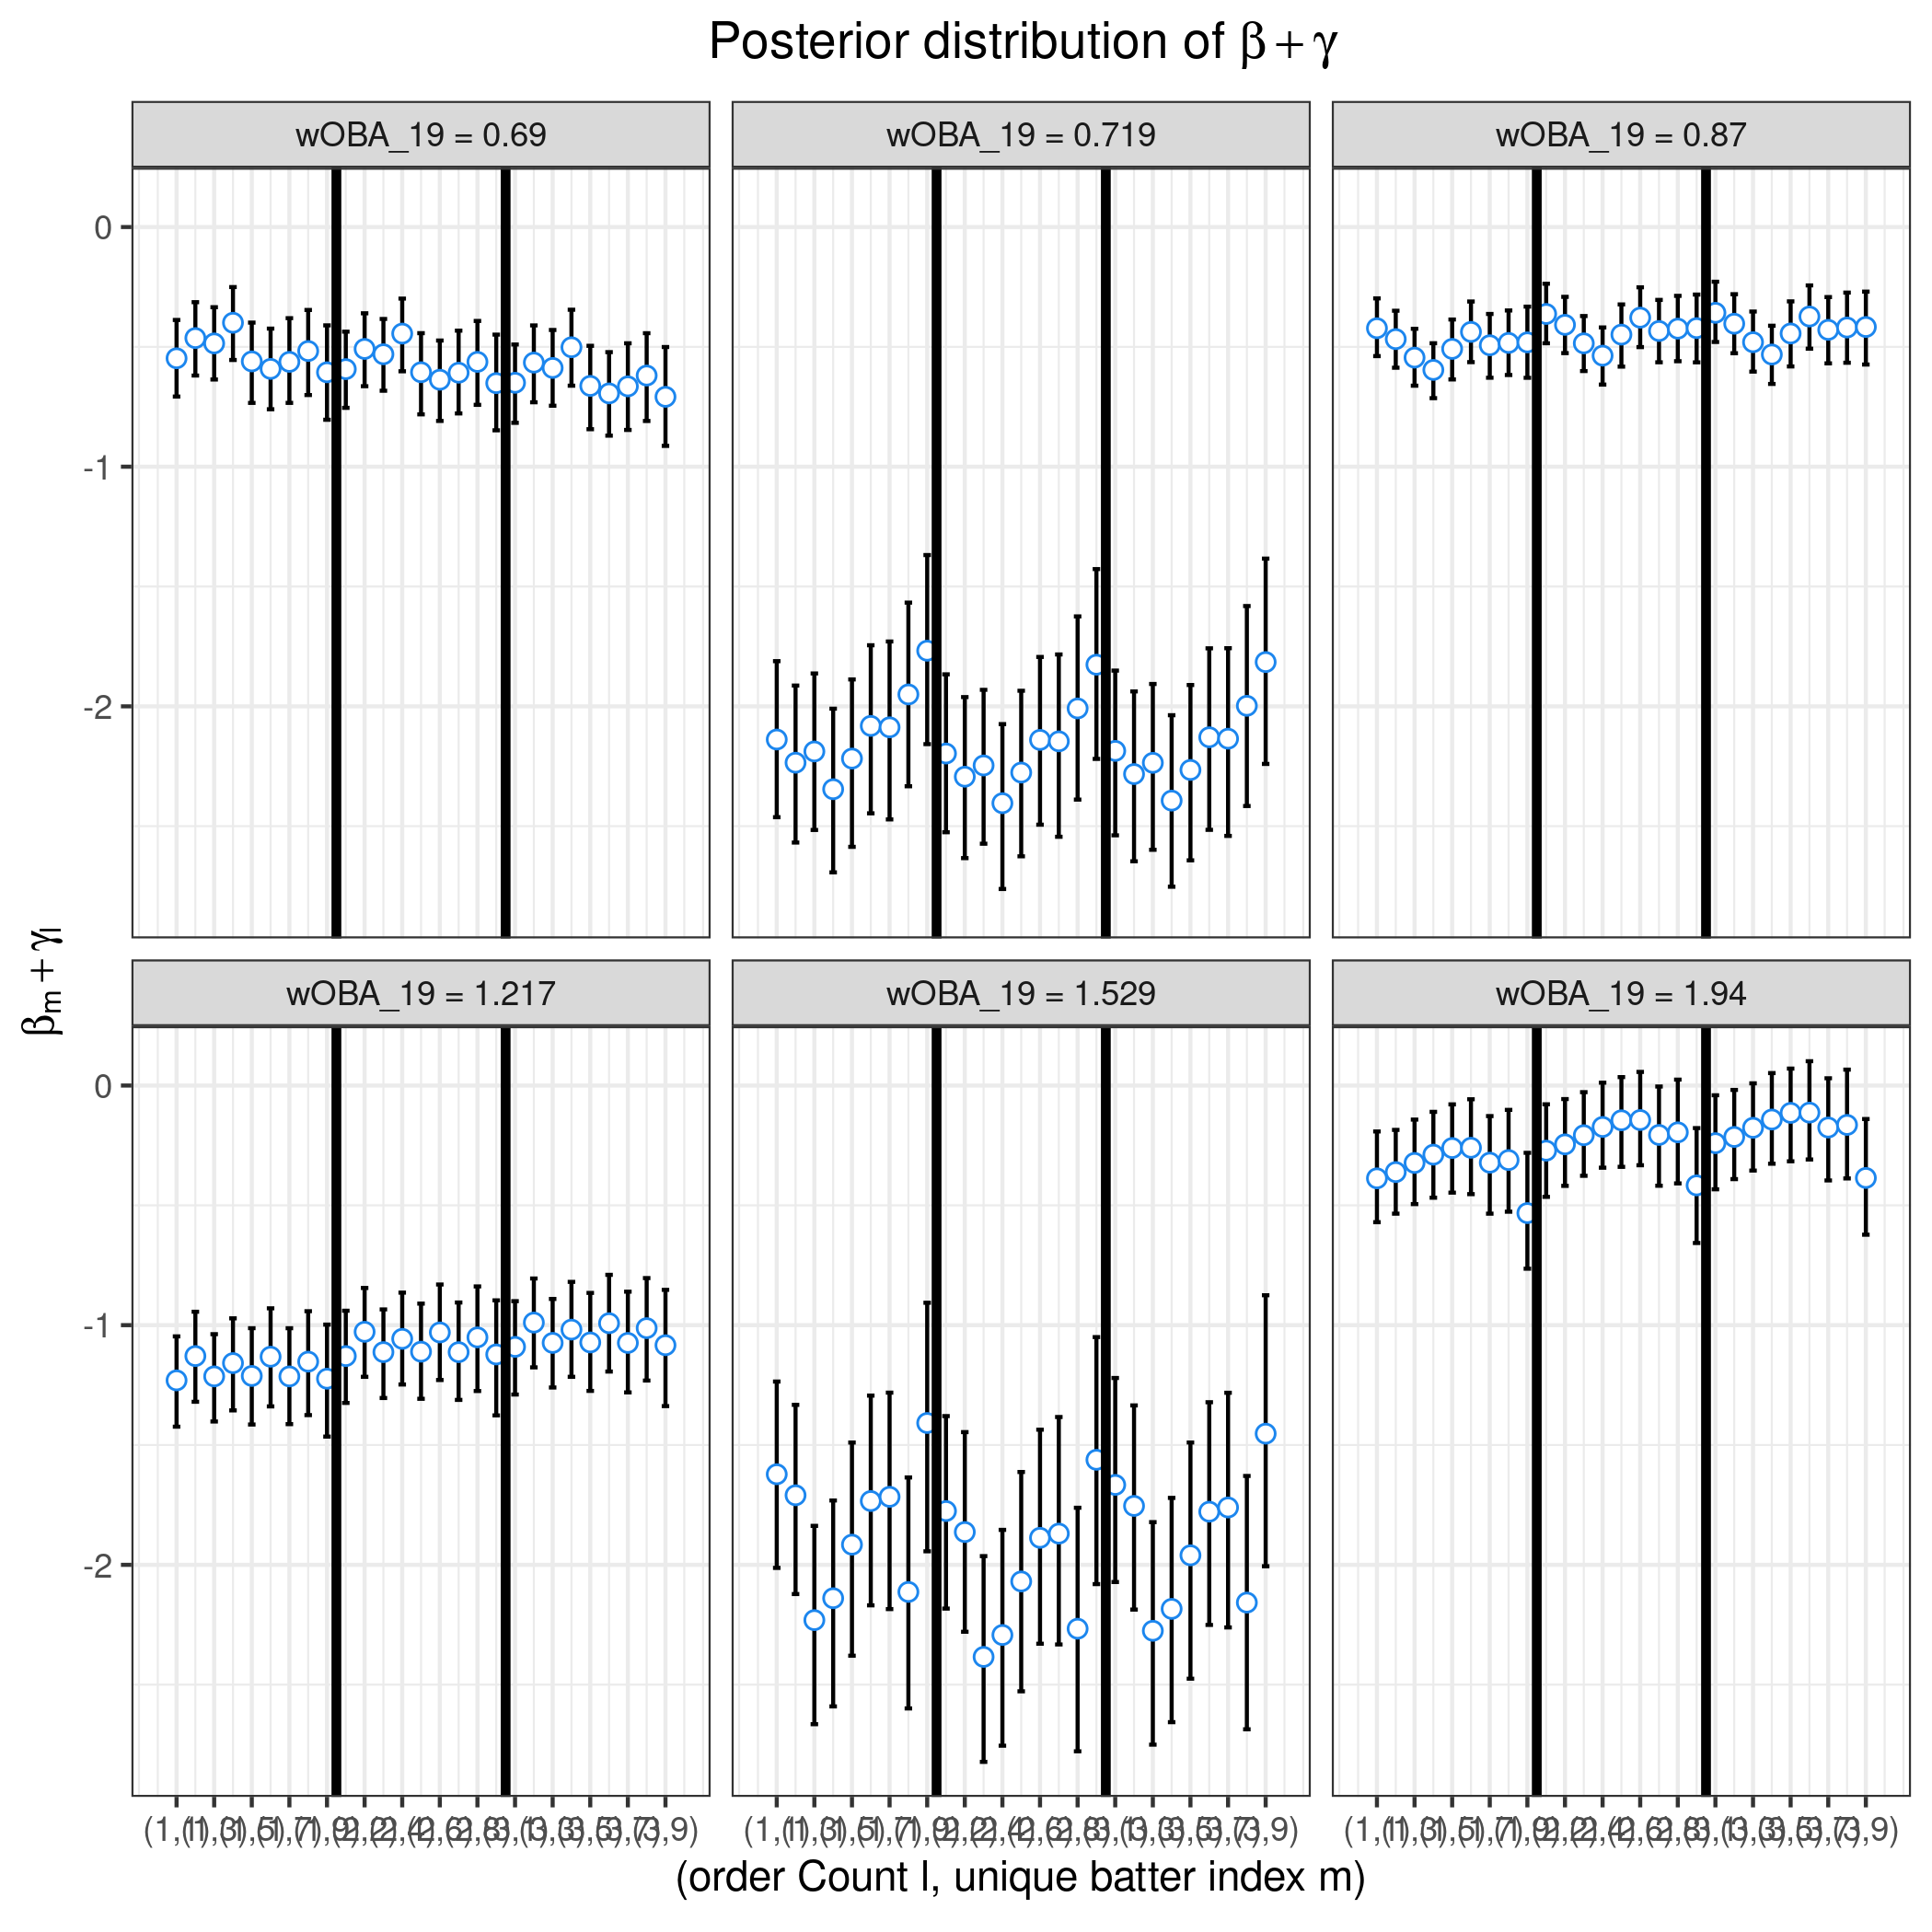 Posterior distribution of β + γ
wOBA_19 = 0.69
wOBA_19 = 0.719
wOBA_19 = 0.87
0
-1
-2
wOBA_19 = 1.217
wOBA_19 = 1.529
wOBA_19 = 1.94
0
-1
-2
βm + γl
(order Count l, unique batter index m)